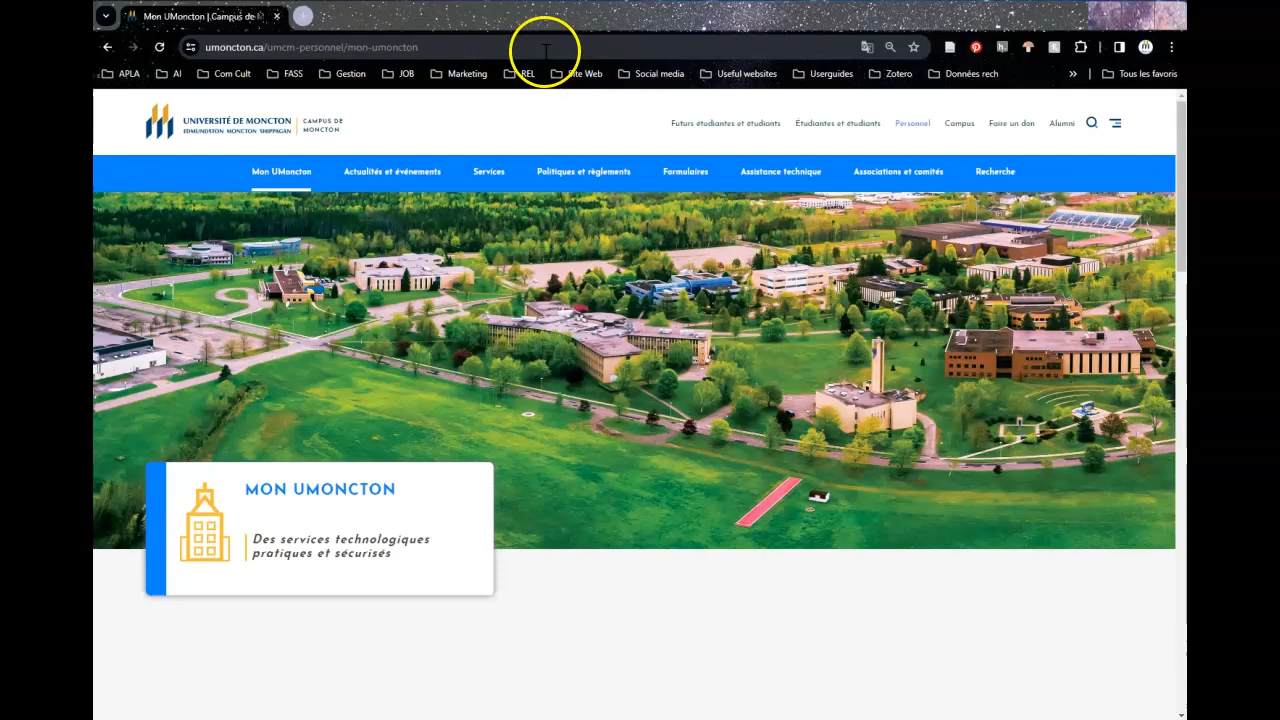 Mon UMoncton | Campus de M
umoncton.ca/umcm-personnel/mon-umoncton
APLA AI Com Cult FASS Gestion JOB Marketing REL Site Web Social media Useful websites Userguides Zotero Données rech » Tous les favoris
UNIVERSITÉ DE MONCTON
EDMUNDSTON MONCTON SHIPPAGAN
CAMPUS DE
MONCTON
Futurs étudiantes et étudiants Étudiantes et étudiants Personnel Campus Faire un don Alumni
Mon UMoncton Actualités et événements Services Politiques et règlements Formulaires Assistance technique Associations et comités Recherche
MON UMONCTON
Des services technologiques
pratiques et sécurisés